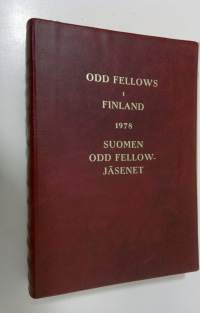 ODD FELLOWS
I
FINLAND
1978
SUOMEN
ODD FELLOW-
JÄSENET